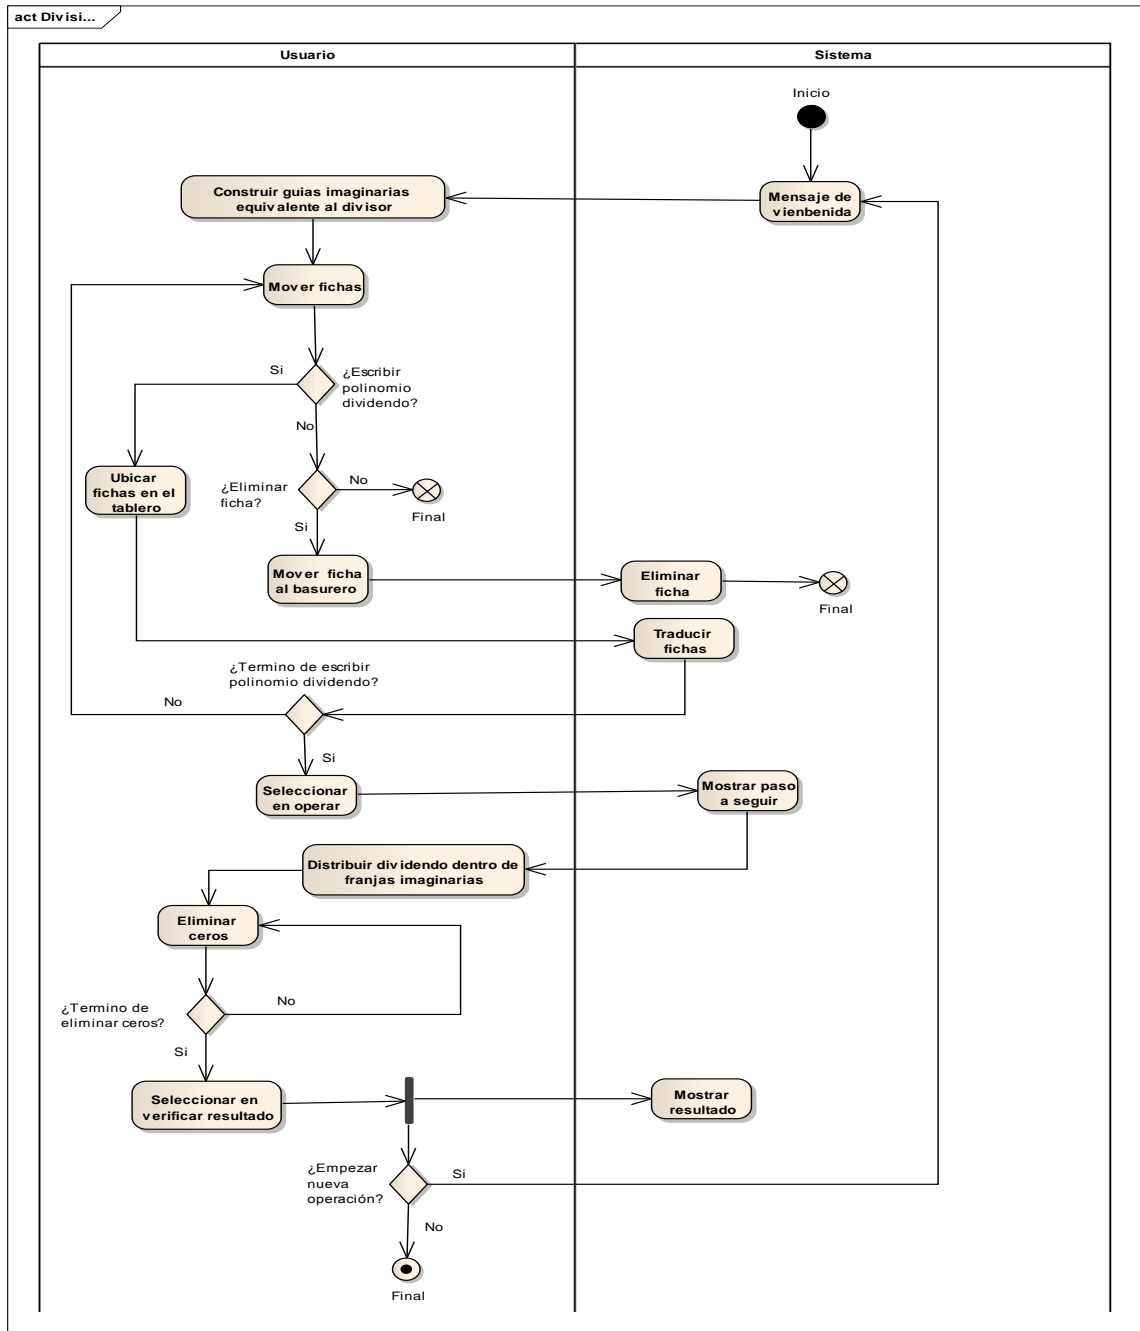 act Divisi...
Usuario
Sistema
Inicio
Construir guias imaginarias
equivalente al divisor
Mensaje de
vienbenida
Mover fichas
Si
¿Escribir
polinomio
dividendo?
No
Ubicar
fichas en el
tablero
¿Eliminar
ficha?
No
Final
Si
Mover ficha
al basurero
Eliminar
ficha
Final
Traducir
fichas
¿Termino de escribir
polinomio dividendo?
No
Si
Seleccionar
en operar
Mostrar paso
a seguir
Distribuir dividendo dentro de
franjas imaginarias
Eliminar
ceros
¿Termino de
eliminar ceros?
No
Si
Seleccionar en
verificar resultado
Mostrar
resultado
¿Empezar
nueva
operación?
Si
No
Final